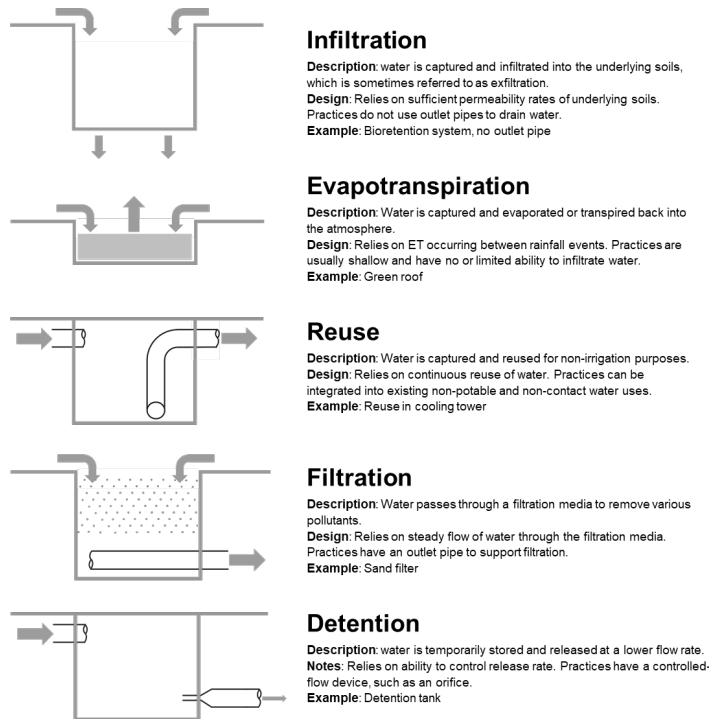 Infiltration
Description: water is captured and infiltrated into the underlying soils,
which is sometimes referred to as exfiltration.
Design: Relies on sufficient permeability rates of underlying soils.
Practices do not use outlet pipes to drain water.
Example: Bioretention system, no outlet pipe
Evapotranspiration
Description: Water is captured and evaporated or transpired back into
the atmosphere.
Design: Relies on ET occurring between rainfall events. Practices are
usually shallow and have no or limited ability to infiltrate water.
Example: Green roof
Reuse
Description: Water is captured and reused for non-irrigation purposes.
Design: Relies on continuous reuse of water. Practices can be
integrated into existing non-potable and non-contact water uses.
Example: Reuse in cooling tower
Filtration
Description: Water passes through a filtration media to remove various
pollutants.
Design: Relies on steady flow of water through the filtration media.
Practices have an outlet pipe to support filtration.
Example: Sand filter
Detention
Description: water is temporarily stored and released at a lower flow rate.
Notes: Relies on ability to control release rate. Practices have a controlled-
flow device, such as an orifice.
Example: Detention tank